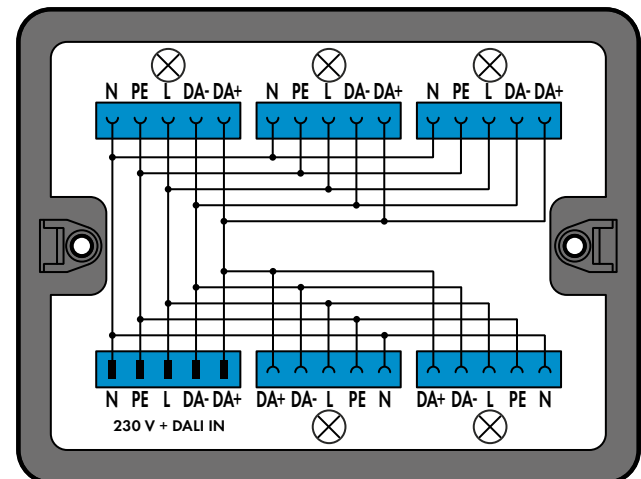 N PE L DA- DA+ N PE L DA- DA+ N PE L DA- DA+
N PE L DA- DA+ DA+ DA- L PE N DA+ DA- L PE N
230 V + DALI IN